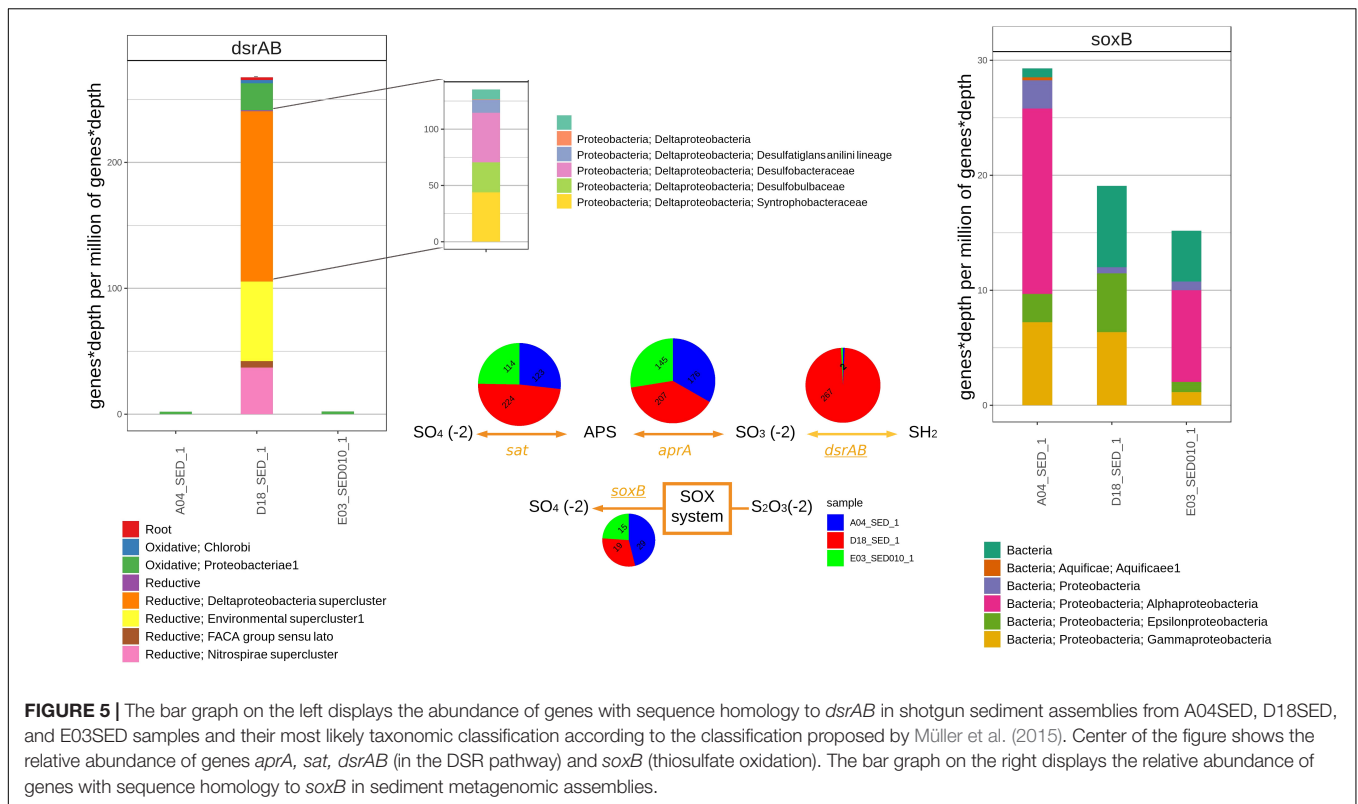 dsrAB
genes*depth per million of genes*depth
200
100
0
A04_SED_1
D18_SED_1
E03_SED010_1
Root
Oxidative; Chlorobi
Oxidative; Proteobacteriae1
Reductive
Reductive; Deltaproteobacteria supercluster
Reductive; Environmental supercluster1
Reductive; FACA group sensu lato
Reductive; Nitrospirae supercluster
100
50
0
Proteobacteria; Deltaproteobacteria
Proteobacteria; Deltaproteobacteria; Desulfatiglans anilini lineage
Proteobacteria; Deltaproteobacteria; Desulfobacteraceae
Proteobacteria; Deltaproteobacteria; Desulfobulbaceae
Proteobacteria; Deltaproteobacteria; Syntrophobacteraceae
114
224
145
207
267
2
SO4 (-2)
sat
APS
aprA
SO3 (-2)
dsrAB
SH2
SO4 (-2)
soxB
SOX
system
S2O3(-2)
15
19
29
sample
A04_SED_1
D18_SED_1
E03_SED010_1
soxB
genes*depth per million of genes*depth
30
20
10
0
A04_SED_1
D18_SED_1
E03_SED010_1
Bacteria
Bacteria; Aquificae; Aquificaee1
Bacteria; Proteobacteria
Bacteria; Proteobacteria; Alphaproteobacteria
Bacteria; Proteobacteria; Epsilonproteobacteria
Bacteria; Proteobacteria; Gammaproteobacteria
FIGURE 5 | The bar graph on the left displays the abundance of genes with sequence homology to dsrAB in shotgun sediment assemblies from A04SED, D18SED,
and E03SED samples and their most likely taxonomic classification according to the classification proposed by Müller et al. (2015). Center of the figure shows the
relative abundance of genes aprA, sat, dsrAB (in the DSR pathway) and soxB (thiosulfate oxidation). The bar graph on the right displays the relative abundance of
genes with sequence homology to soxB in sediment metagenomic assemblies.